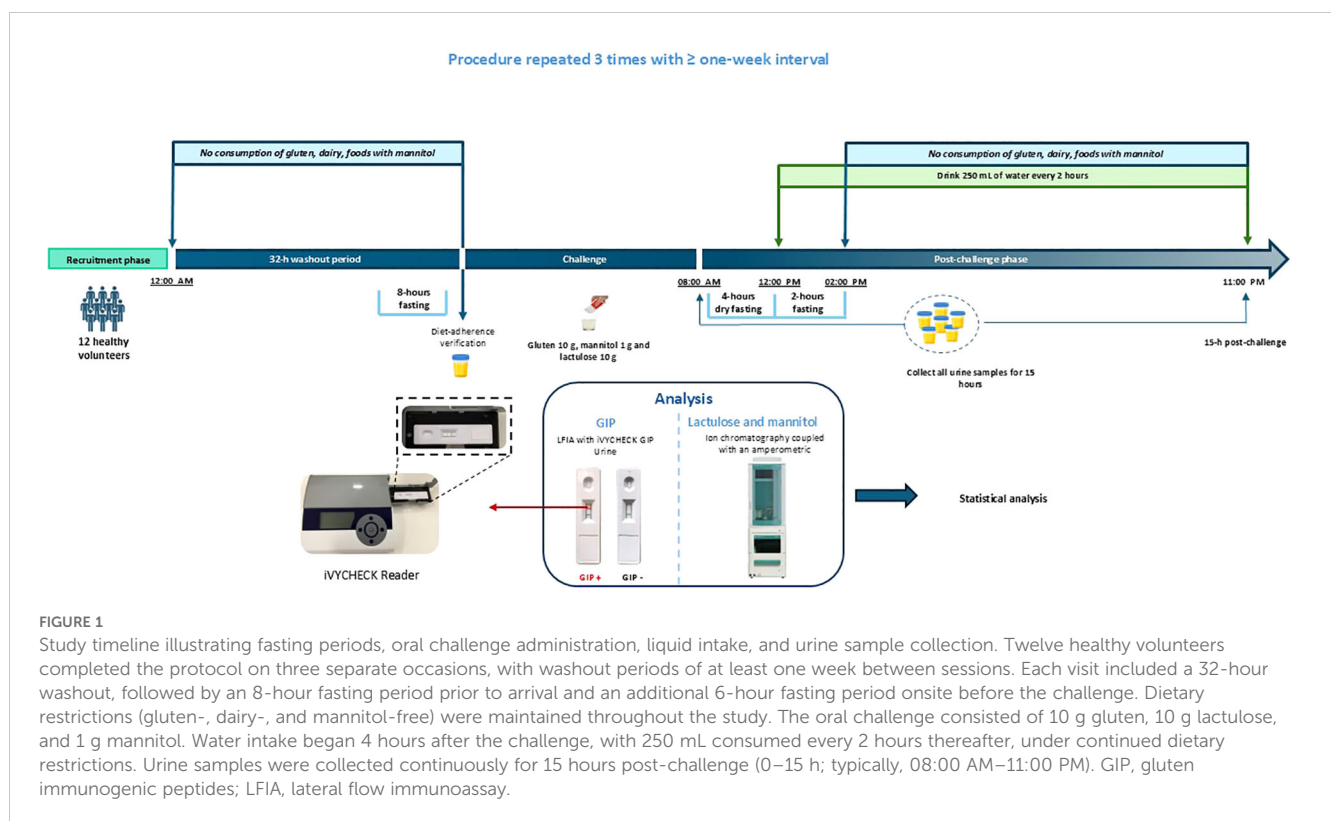 Procedure repeated 3 times with ≥ one-week interval
No consumption of gluten, dairy, foods with mannitol
No consumption of gluten, dairy, foods with mannitol
Drink 250 mL of water every 2 hours
Recruitment phase
32-h washout period
Challenge
Post-challenge phase
12:00 AM
08:00 AM
12:00 PM
02:00 PM
11:00 PM
8-hours
fasting
4-hours
dry fasting
2-hours
fasting
12 healthy
volunteers
Diet-adherence
verification
Gluten 10 g, mannitol 1 g and
lactulose 10 g
Collect all urine samples for 15
hours
15-h post-challenge
Analysis
GIP
LFIA with iVYCHECK GIP
Urine
Lactulose and mannitol
Ion chromatography coupled
with an amperometric
GIP +
GIP -
Statistical analysis
iVYCHECK Reader
FIGURE 1
Study timeline illustrating fasting periods, oral challenge administration, liquid intake, and urine sample collection. Twelve healthy volunteers
completed the protocol on three separate occasions, with washout periods of at least one week between sessions. Each visit included a 32-hour
washout, followed by an 8-hour fasting period prior to arrival and an additional 6-hour fasting period onsite before the challenge. Dietary
restrictions (gluten-, dairy-, and mannitol-free) were maintained throughout the study. The oral challenge consisted of 10 g gluten, 10 g lactulose,
and 1 g mannitol. Water intake began 4 hours after the challenge, with 250 mL consumed every 2 hours thereafter, under continued dietary
restrictions. Urine samples were collected continuously for 15 hours post-challenge (0–15 h; typically, 08:00 AM–11:00 PM). GIP, gluten
immunogenic peptides; LFIA, lateral flow immunoassay.